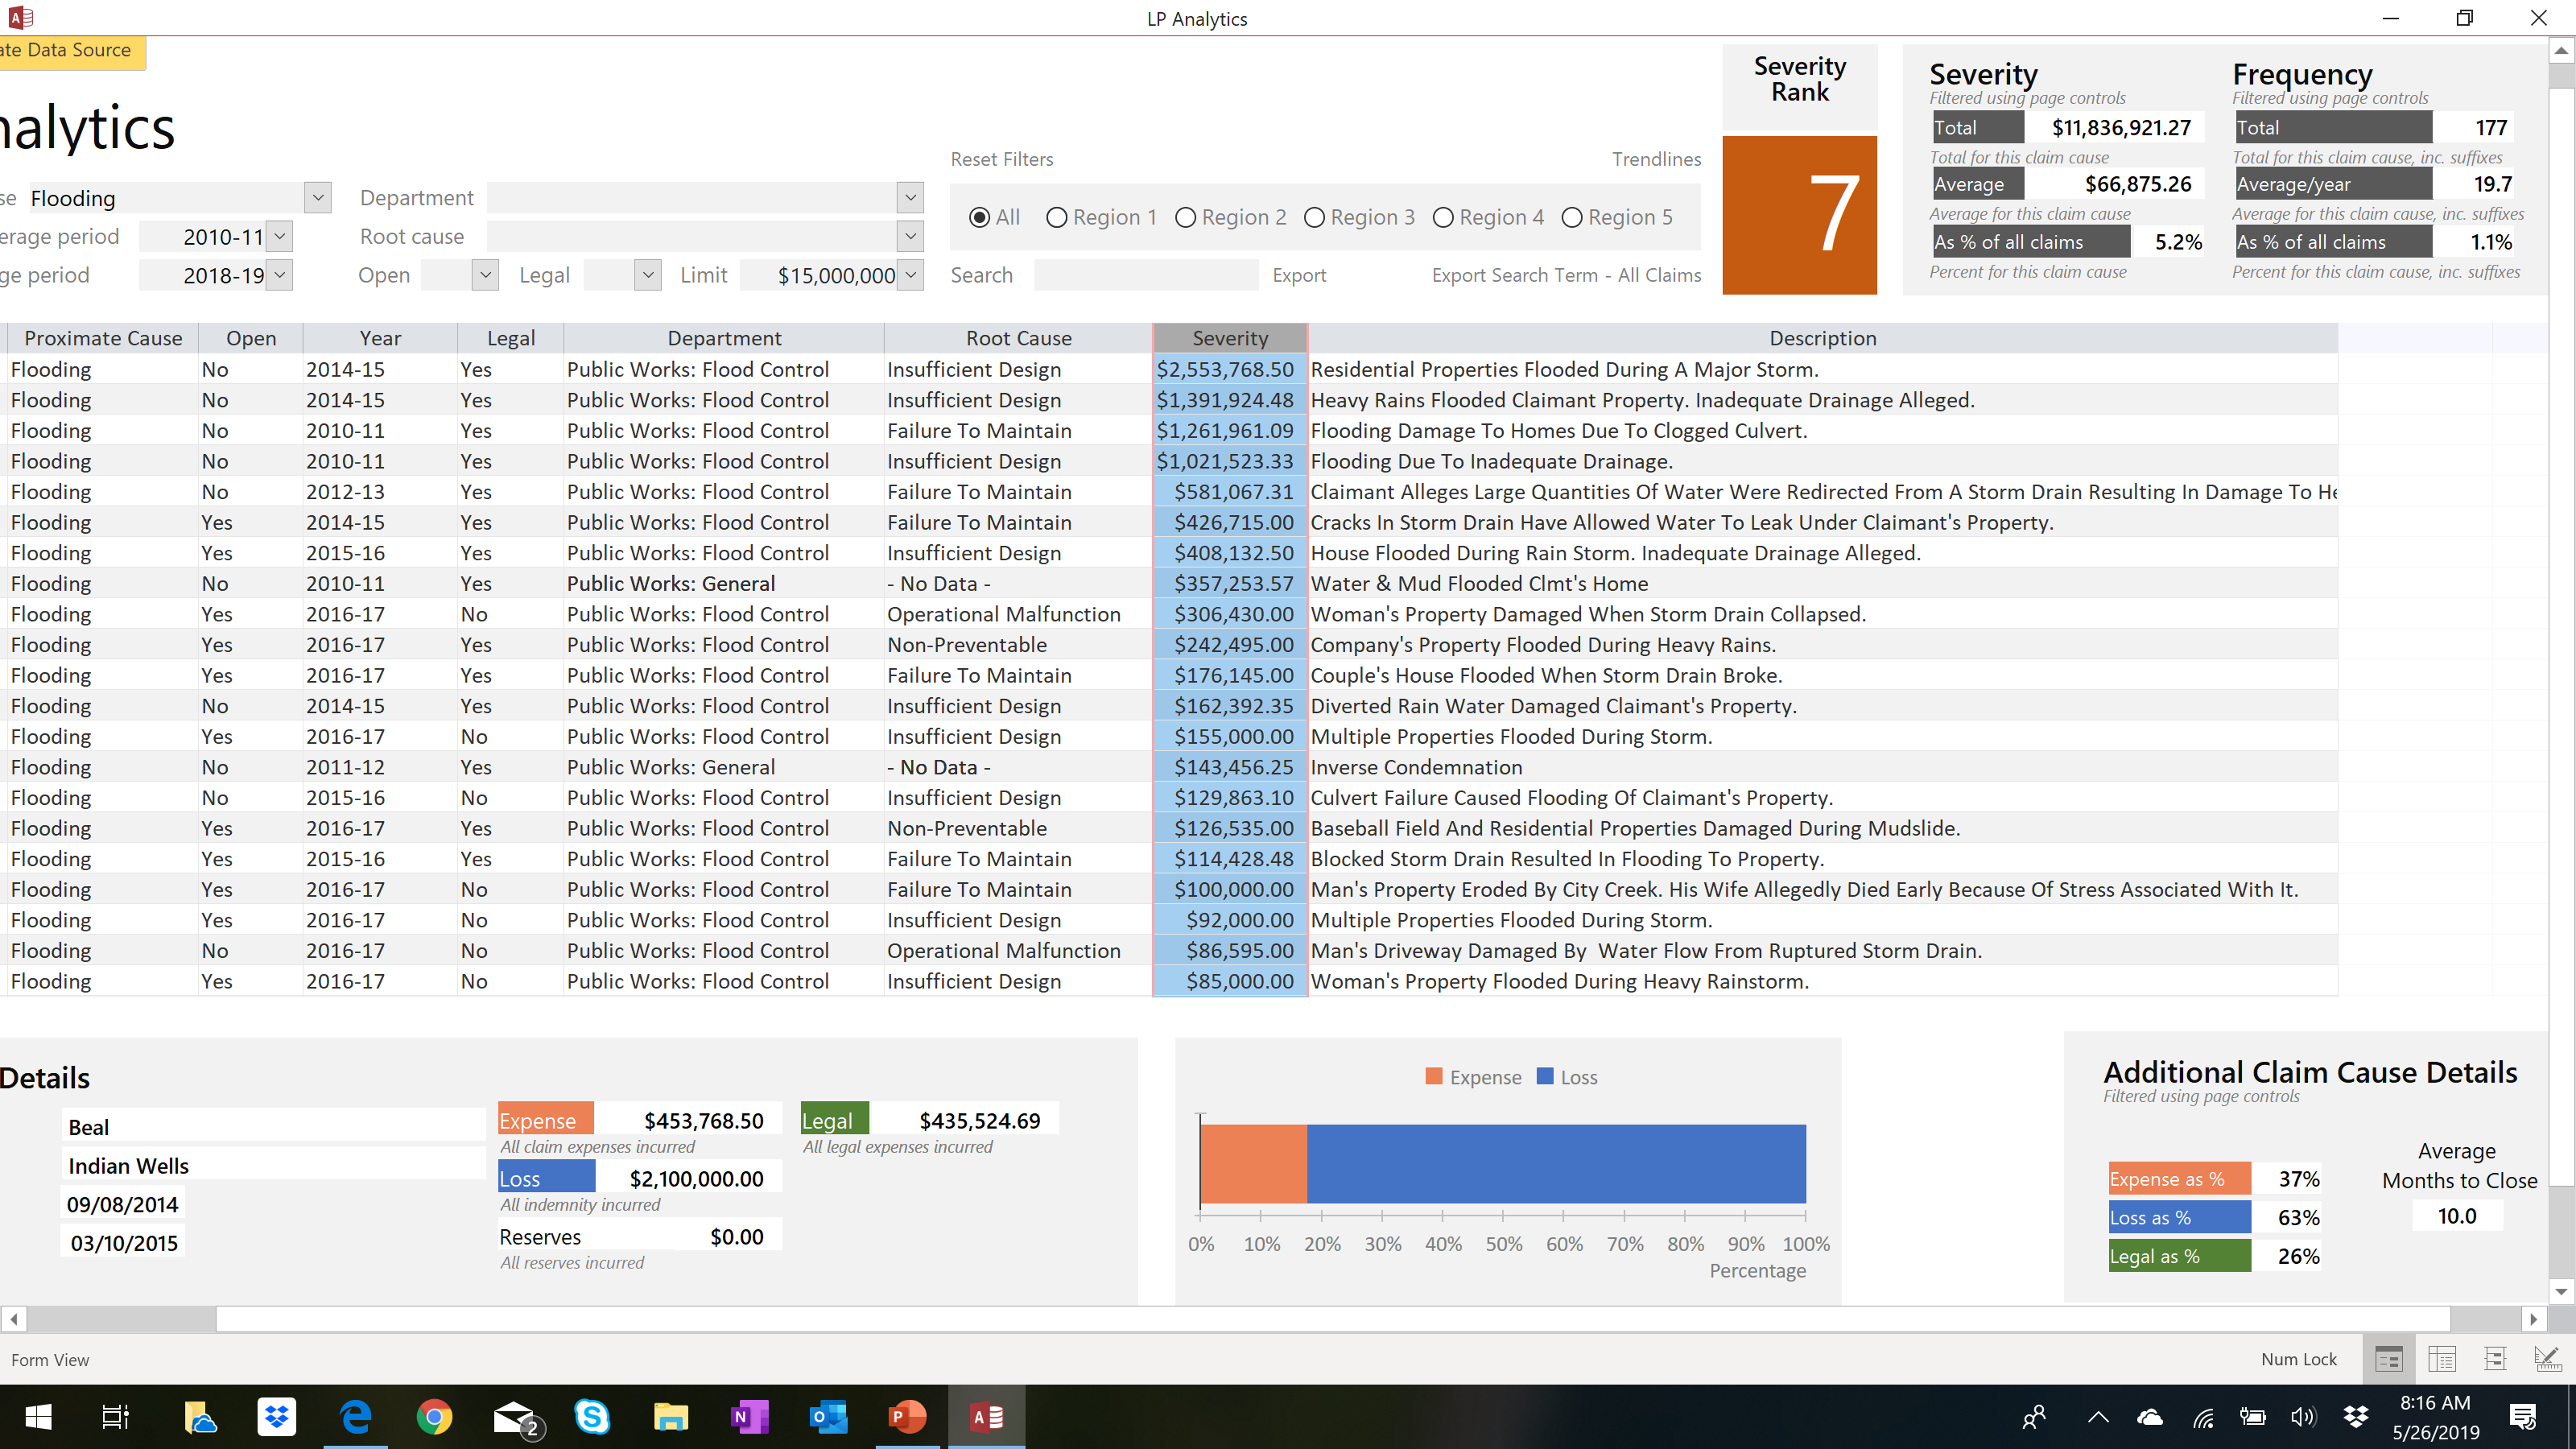 LP Analytics
ate Data Source
nalytics
se Flooding Department
erage period 2010-11 Root cause
ge period 2018-19 Open Legal Limit $15,000,000
Reset Filters Trendlines
All Region 1 Region 2 Region 3 Region 4 Region 5
Search Export Export Search Term - All Claims
Severity
Rank
7
Severity
Filtered using page controls
Total $11,836,921.27
Total for this claim cause
Average $66,875.26
Average for this claim cause
As % of all claims 5.2%
Percent for this claim cause
Frequency
Filtered using page controls
Total 177
Total for this claim cause, inc. suffixes
Average/year 19.7
Average for this claim cause, inc. suffixes
As % of all claims 1.1%
Percent for this claim cause, inc. suffixes
Proximate Cause Open Year Legal Department Root Cause Severity Description
Flooding No 2014-15 Yes Public Works: Flood Control Insufficient Design $2,553,768.50 Residential Properties Flooded During A Major Storm.
Flooding No 2014-15 Yes Public Works: Flood Control Insufficient Design $1,391,924.48 Heavy Rains Flooded Claimant Property. Inadequate Drainage Alleged.
Flooding No 2010-11 Yes Public Works: Flood Control Failure To Maintain $1,261,961.09 Flooding Damage To Homes Due To Clogged Culvert.
Flooding No 2010-11 Yes Public Works: Flood Control Insufficient Design $1,021,523.33 Flooding Due To Inadequate Drainage.
Flooding No 2012-13 Yes Public Works: Flood Control Failure To Maintain $581,067.31 Claimant Alleges Large Quantities Of Water Were Redirected From A Storm Drain Resulting In Damage To He
Flooding Yes 2014-15 Yes Public Works: Flood Control Failure To Maintain $426,715.00 Cracks In Storm Drain Have Allowed Water To Leak Under Claimant's Property.
Flooding Yes 2015-16 Yes Public Works: Flood Control Insufficient Design $408,132.50 House Flooded During Rain Storm. Inadequate Drainage Alleged.
Flooding No 2010-11 Yes Public Works: General - No Data - $357,253.57 Water & Mud Flooded Clmt's Home
Flooding Yes 2016-17 No Public Works: Flood Control Operational Malfunction $306,430.00 Woman's Property Damaged When Storm Drain Collapsed.
Flooding Yes 2016-17 Yes Public Works: Flood Control Non-Preventable $242,495.00 Company's Property Flooded During Heavy Rains.
Flooding Yes 2016-17 Yes Public Works: Flood Control Failure To Maintain $176,145.00 Couple's House Flooded When Storm Drain Broke.
Flooding No 2014-15 Yes Public Works: Flood Control Insufficient Design $162,392.35 Diverted Rain Water Damaged Claimant's Property.
Flooding Yes 2016-17 No Public Works: Flood Control Insufficient Design $155,000.00 Multiple Properties Flooded During Storm.
Flooding No 2011-12 Yes Public Works: General - No Data - $143,456.25 Inverse Condemnation
Flooding No 2015-16 No Public Works: Flood Control Insufficient Design $129,863.10 Culvert Failure Caused Flooding Of Claimant's Property.
Flooding Yes 2016-17 Yes Public Works: Flood Control Non-Preventable $126,535.00 Baseball Field And Residential Properties Damaged During Mudslide.
Flooding Yes 2015-16 Yes Public Works: Flood Control Failure To Maintain $114,428.48 Blocked Storm Drain Resulted In Flooding To Property.
Flooding Yes 2016-17 No Public Works: Flood Control Failure To Maintain $100,000.00 Man's Property Eroded By City Creek. His Wife Allegedly Died Early Because Of Stress Associated With It.
Flooding Yes 2016-17 No Public Works: Flood Control Insufficient Design $92,000.00 Multiple Properties Flooded During Storm.
Flooding No 2016-17 No Public Works: Flood Control Operational Malfunction $86,595.00 Man's Driveway Damaged By Water Flow From Ruptured Storm Drain.
Flooding Yes 2016-17 No Public Works: Flood Control Insufficient Design $85,000.00 Woman's Property Flooded During Heavy Rainstorm.
Details
Beal
Indian Wells
09/08/2014
03/10/2015
Expense $453,768.50
All claim expenses incurred
Loss $2,100,000.00
All indemnity incurred
Reserves $0.00
All reserves incurred
Legal $435,524.69
All legal expenses incurred
Expense Loss
0% 10% 20% 30% 40% 50% 60% 70% 80% 90% 100%
Percentage
Additional Claim Cause Details
Filtered using page controls
Expense as % 37%
Loss as % 63%
Legal as % 26%
Average
Months to Close
10.0
Form View Num Lock
2
8:16 AM
5/26/2019